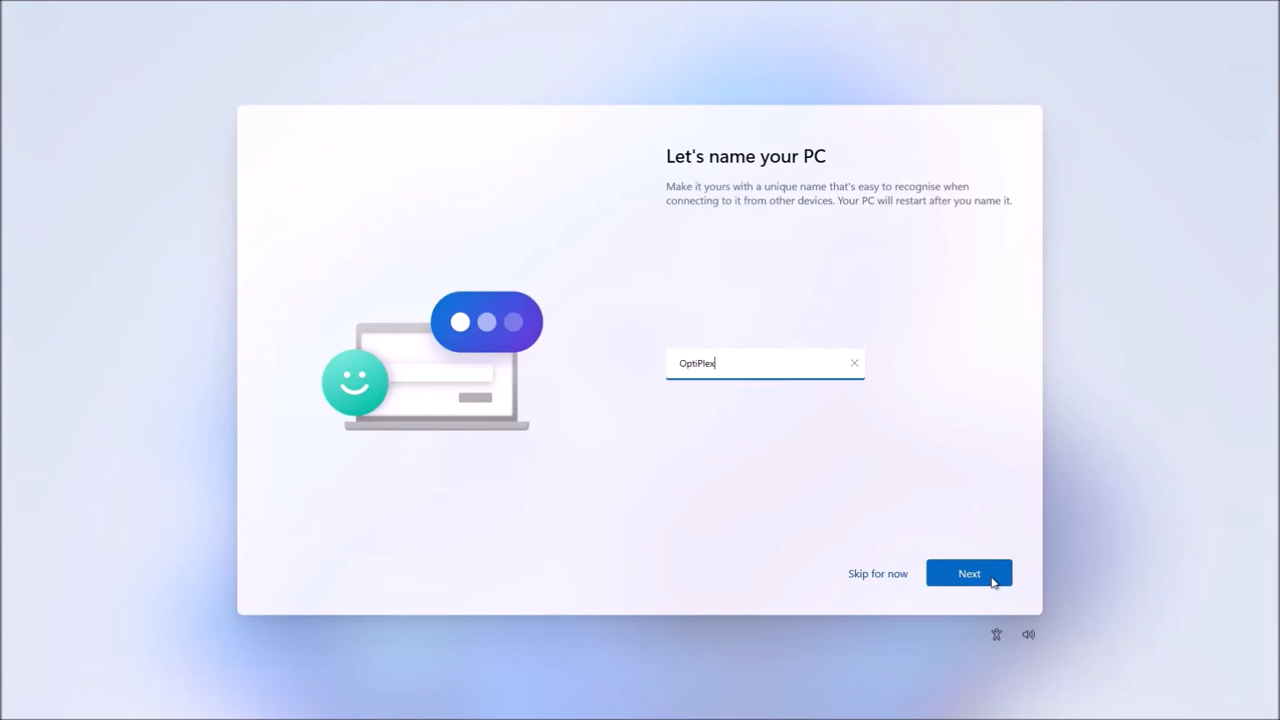 Let's name your PC
Make it yours with a unique name that's easy to recognise when
connecting to it from other devices. Your PC will restart after you name it.
OptiPlex
Skip for now
Next